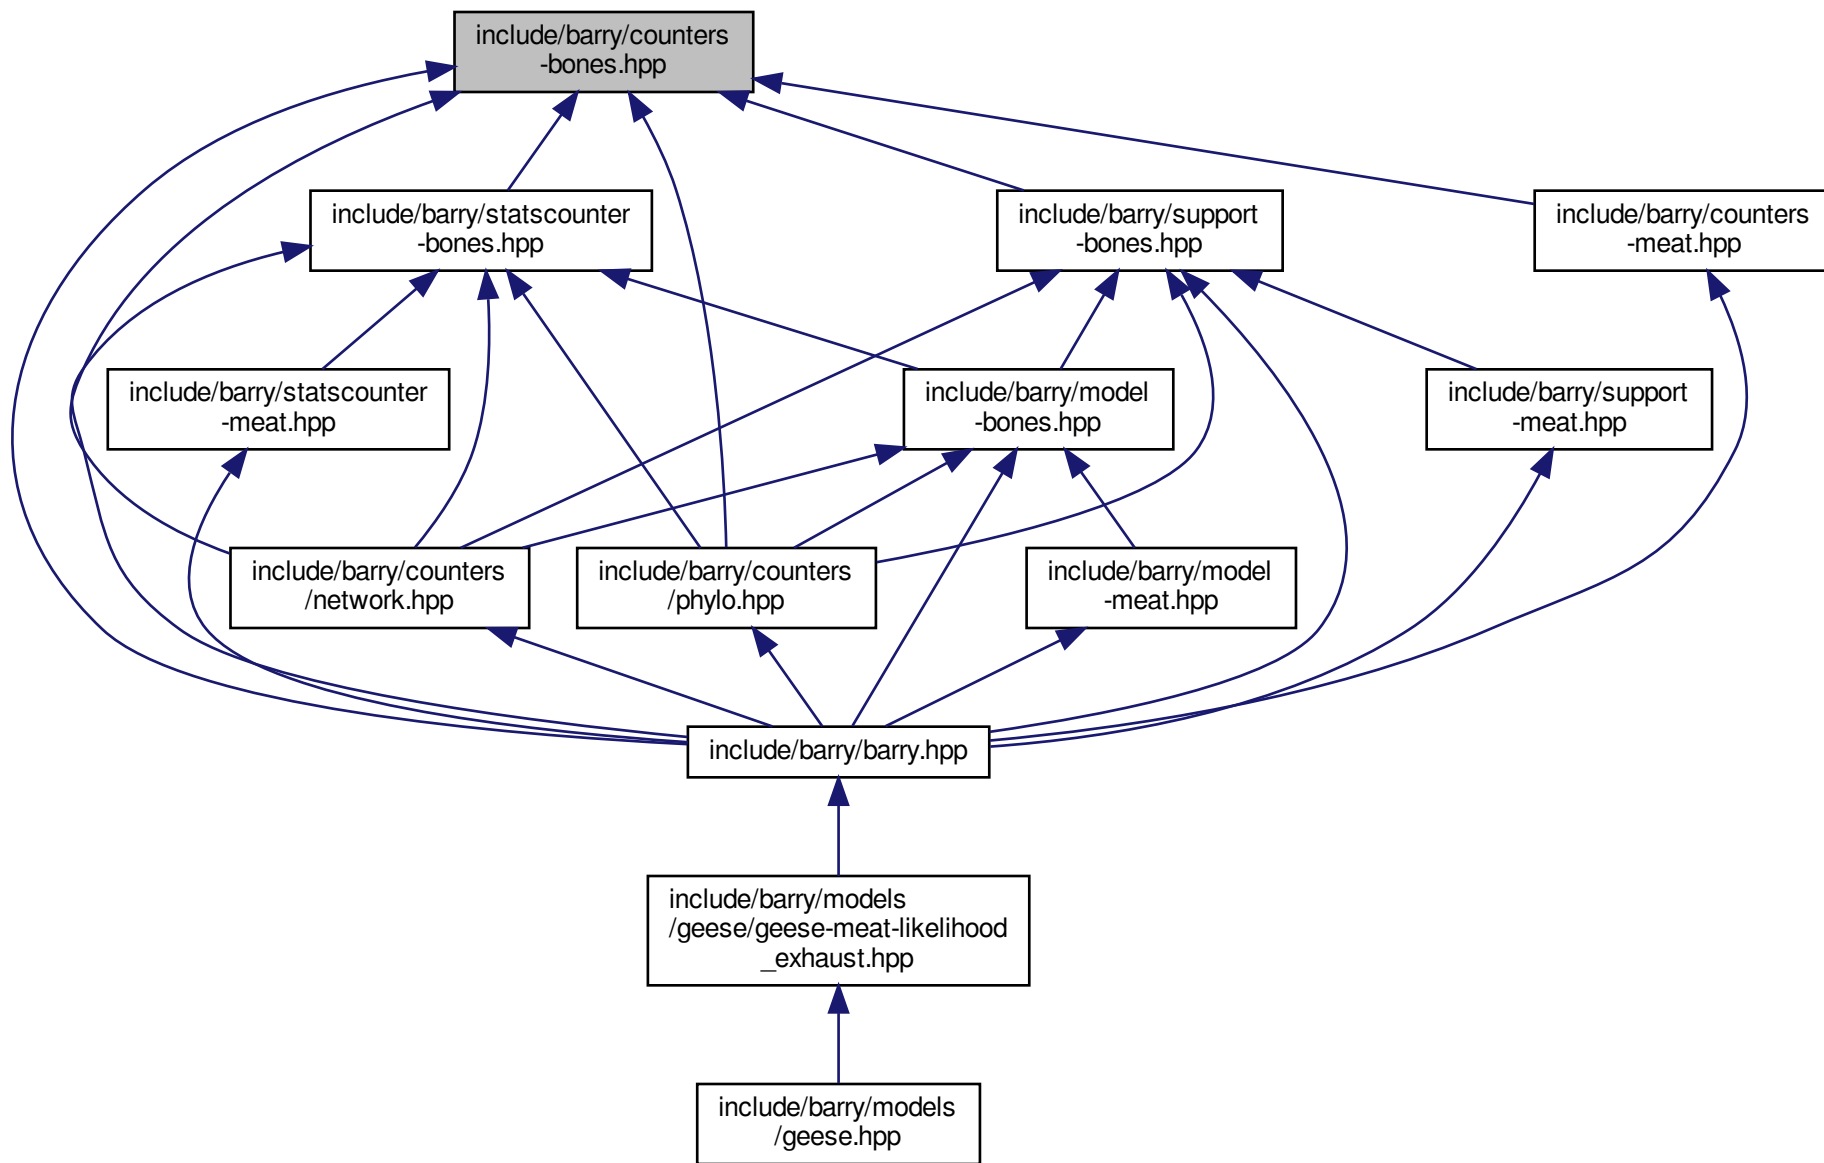 include/barry/counters
-bones.hpp
include/barry/statscounter
-bones.hpp
include/barry/support
-bones.hpp
include/barry/counters
-meat.hpp
include/barry/statscounter
-meat.hpp
include/barry/model
-bones.hpp
include/barry/support
-meat.hpp
include/barry/counters
/network.hpp
include/barry/counters
/phylo.hpp
include/barry/model
-meat.hpp
include/barry/barry.hpp
include/barry/models
/geese/geese-meat-likelihood
_exhaust.hpp
include/barry/models
/geese.hpp